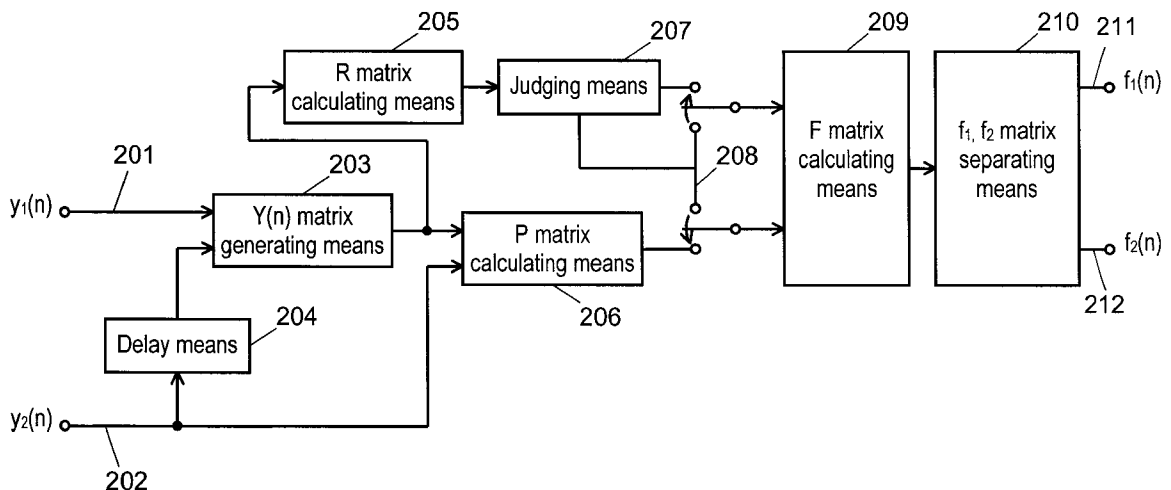 205
207
209
210
211
R matrix
calculating means
Judging means
f₁(n)
201
203
208
F matrix
calculating
means
f₁, f₂ matrix
separating
means
y₁(n)
Y(n) matrix
generating means
P matrix
calculating means
f₂(n)
204
206
212
Delay means
y₂(n)
202